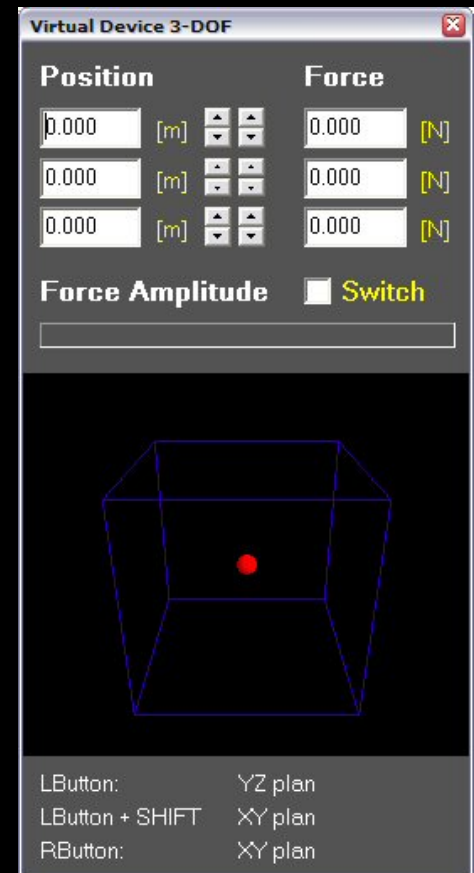 Virtual Device 3-DOF
Position Force
0.000 [m] 0.000 [N]
0.000 [m] 0.000 [N]
0.000 [m] 0.000 [N]
Force Amplitude Switch
LButton: YZ plan
LButton + SHIFT XY plan
RButton: XY plan